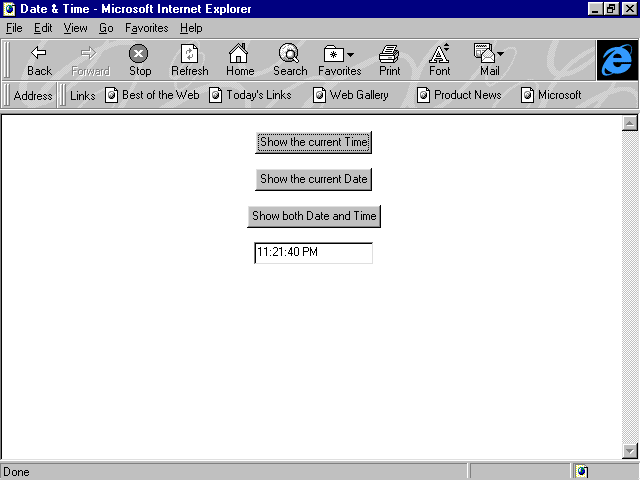 Date & Time - Microsoft Internet Explorer
File Edit View Go Favorites Help
Back Forward Stop Refresh Home Search Favorites Print Font Mail
Address Links Best of the Web Today's Links Web Gallery Product News Microsoft
Show the current Time
Show the current Date
Show both Date and Time
11:21:40 PM
Done